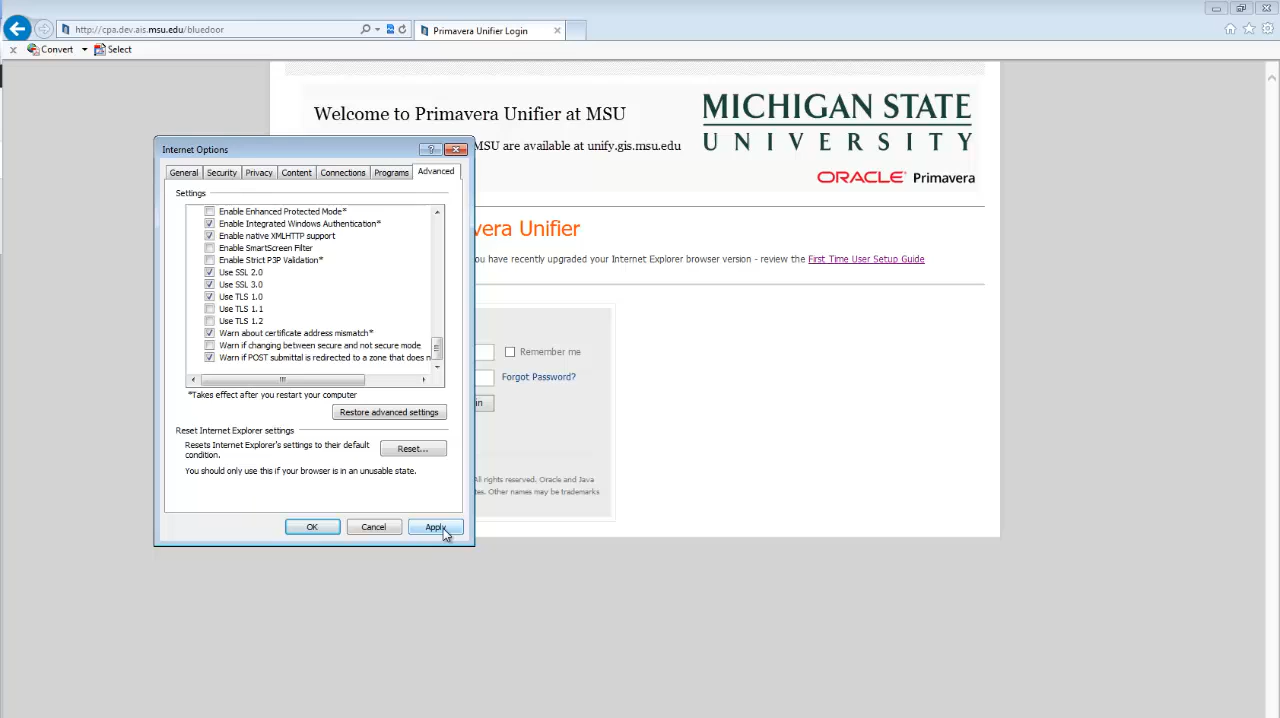 http://cpa.dev.ais.msu.edu/bluedoor
Primavera Unifier Login
x Convert Select
Welcome to Primavera Unifier at MSU
MICHIGAN STATE
UNIVERSITY
MSU are available at unify.gis.msu.edu
ORACLE Primavera
Internet Options
General Security Privacy Content Connections Programs Advanced
Settings
Enable Enhanced Protected Mode*
Enable Integrated Windows Authentication*
Enable native XMLHTTP support
Enable SmartScreen Filter
Enable Strict P3P Validation*
Use SSL 2.0
Use SSL 3.0
Use TLS 1.0
Use TLS 1.1
Use TLS 1.2
Warn about certificate address mismatch*
Warn if changing between secure and not secure mode
Warn if POST submittal is redirected to a zone that does n
*Takes effect after you restart your computer
Restore advanced settings
Reset Internet Explorer settings
Resets Internet Explorer's settings to their default
condition.
Reset...
You should only use this if your browser is in an unusable state.
OK Cancel Apply
vera Unifier
you have recently upgraded your Internet Explorer browser version - review the First Time User Setup Guide
Remember me
Forgot Password?
in
All rights reserved. Oracle and Java
tes. Other names may be trademarks